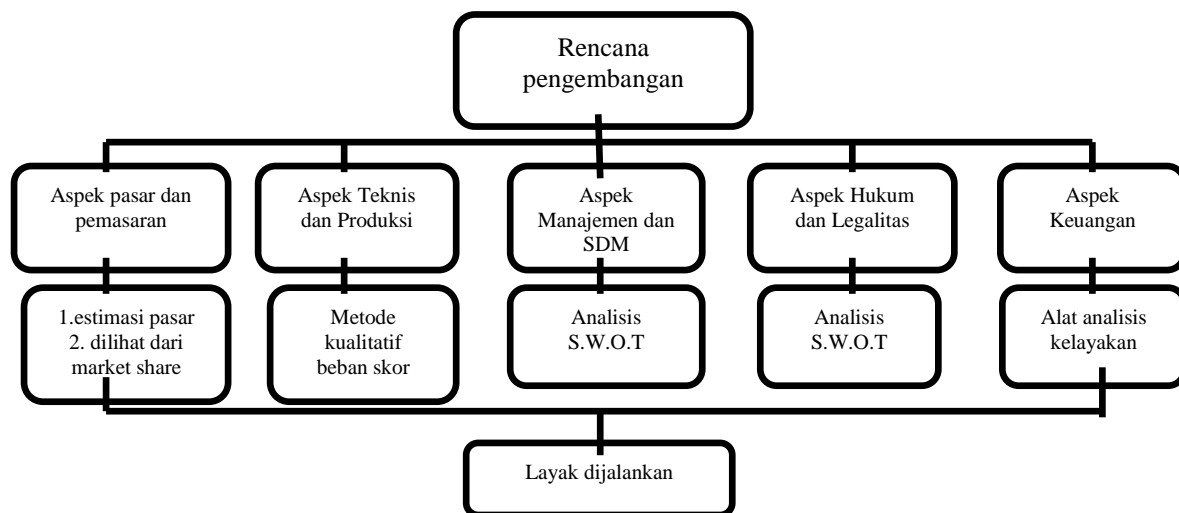 Rencana
pengembangan
Aspek pasar dan
pemasaran
Aspek Teknis
dan Produksi
Aspek
Manajemen dan
SDM
Aspek Hukum
dan Legalitas
Aspek
Keuangan
1.estimasi pasar
2. dilihat dari
market share
Metode
kualitatif
beban skor
Analisis
S.W.O.T
Analisis
S.W.O.T
Alat analisis
kelayakan
Layak dijalankan